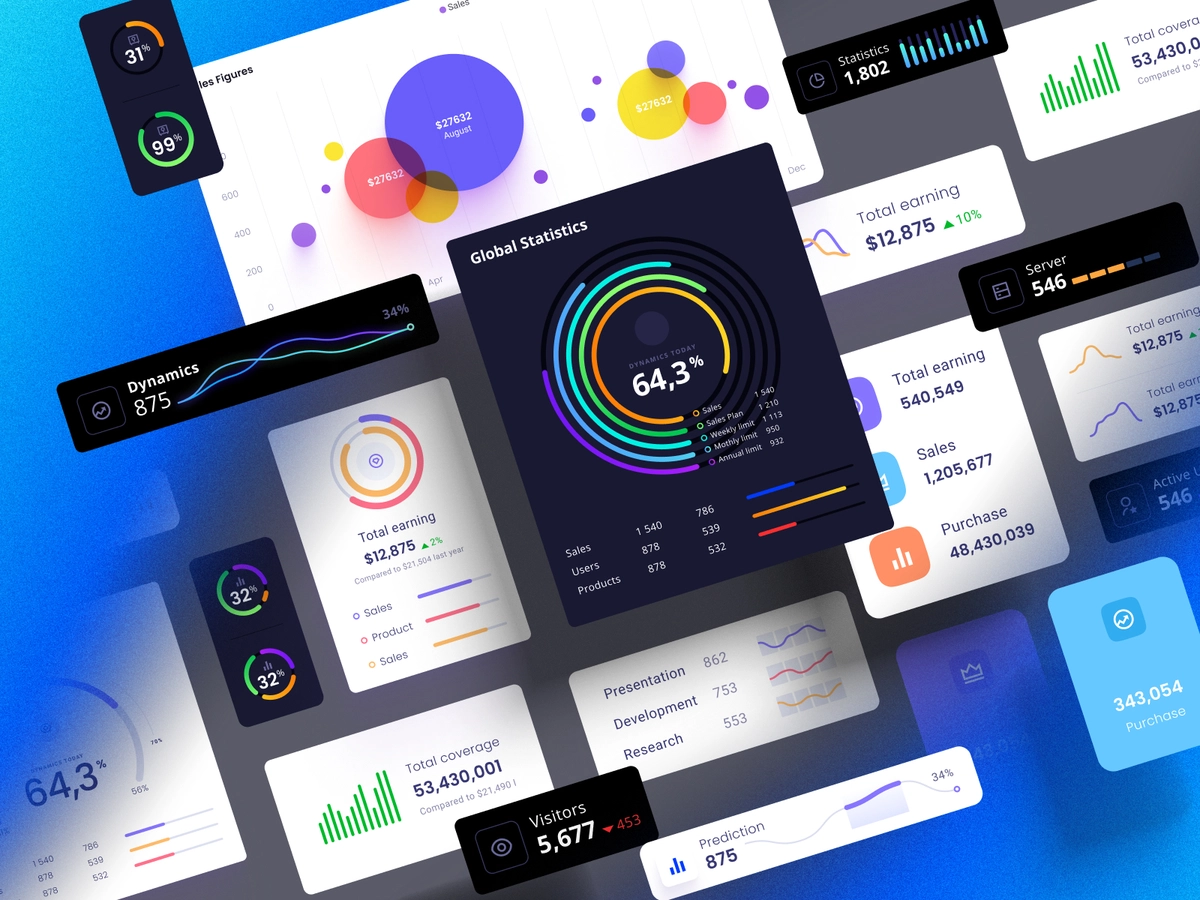 31%
99%
les Figures
Sales
600
400
200
0
Apr
Dec
$27632
August
$27632
$27632
Statistics
1,802
Total covera
53,430,0
Compared to $2
Total earning
$12,875 10%
Server
546
Dynamics
875
34%
Global Statistics
DYNAMICS TODAY
64,3%
Sales 1 540
Sales Plan 1 210
Weekly limit 1 113
Mothly limit 950
Annual limit 932
Sales 1 540 786
Users 878 539
Products 878 532
Total earning
540,549
Sales
1,205,677
Purchase
48,430,039
Total earning
$12,875
Total earning
$12,875
Active U
546
Total earning
$12,875 2%
Compared to $21,504 last year
Sales
Product
Sales
32%
32%
DYNAMICS TODAY
64,3%
78%
56%
1 540 786
878 539
878 532
Total coverage
53,430,001
Compared to $21,490 l
Presentation 862
Development 753
Research 553
Visitors
5,677 453
Prediction
875
34%
343,054
Purchase